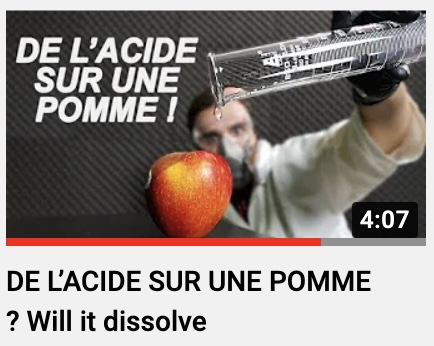 DE L'ACIDE
SUR UNE
POMME !
4:07
DE L'ACIDE SUR UNE POMME
? Will it dissolve